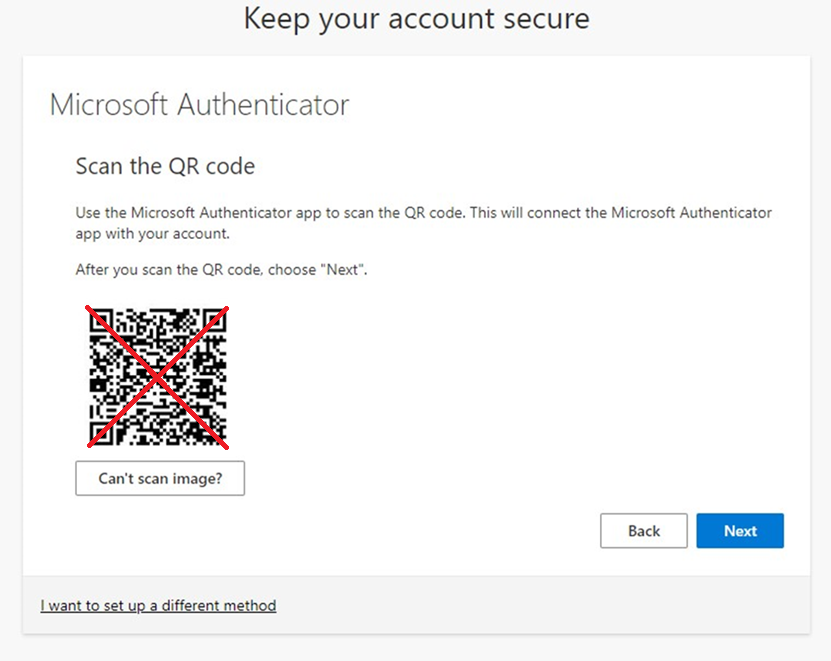 Keep your account secure
Microsoft Authenticator
Scan the QR code
Use the Microsoft Authenticator app to scan the QR code. This will connect the Microsoft Authenticator
app with your account.
After you scan the QR code, choose "Next".
Can't scan image?
Back
Next
I want to set up a different method